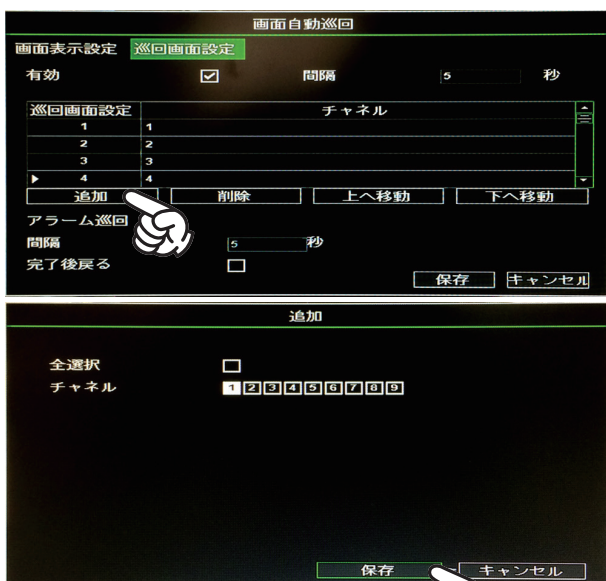 画面自動巡回
画面表示設定 巡回画面設定
有効 間隔 5 秒
巡回画面設定 チャネル
1 1
2 2
3 3
4 4
追加 削除 上へ移動 下へ移動
アラーム巡回
間隔 5 秒
完了後戻る
保存 キャンセル
追加
全選択
チャネル 1 2 3 4 5 6 7 8 9
保存 キャンセル